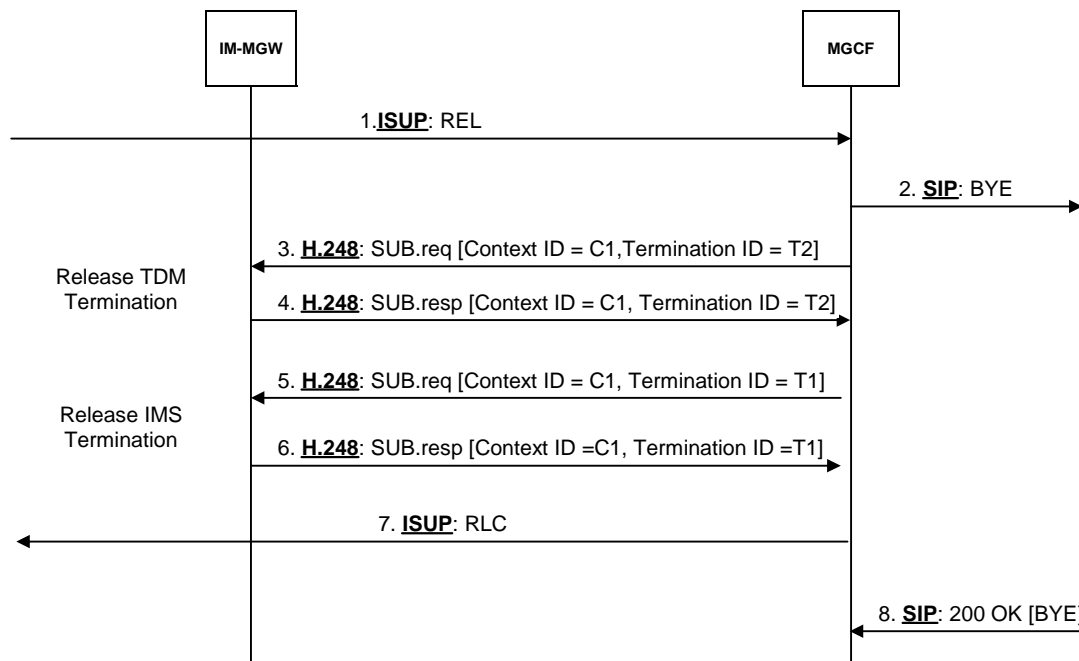 IM-MGW
MGCF
1.ISUP: REL
2. SIP: BYE
3. H.248: SUB.req [Context ID = C1,Termination ID = T2]
Release TDM
Termination
4. H.248: SUB.resp [Context ID = C1, Termination ID = T2]
5. H.248: SUB.req [Context ID = C1, Termination ID = T1]
Release IMS
Termination
6. H.248: SUB.resp [Context ID =C1, Termination ID =T1]
7. ISUP: RLC
8. SIP: 200 OK [BYE]